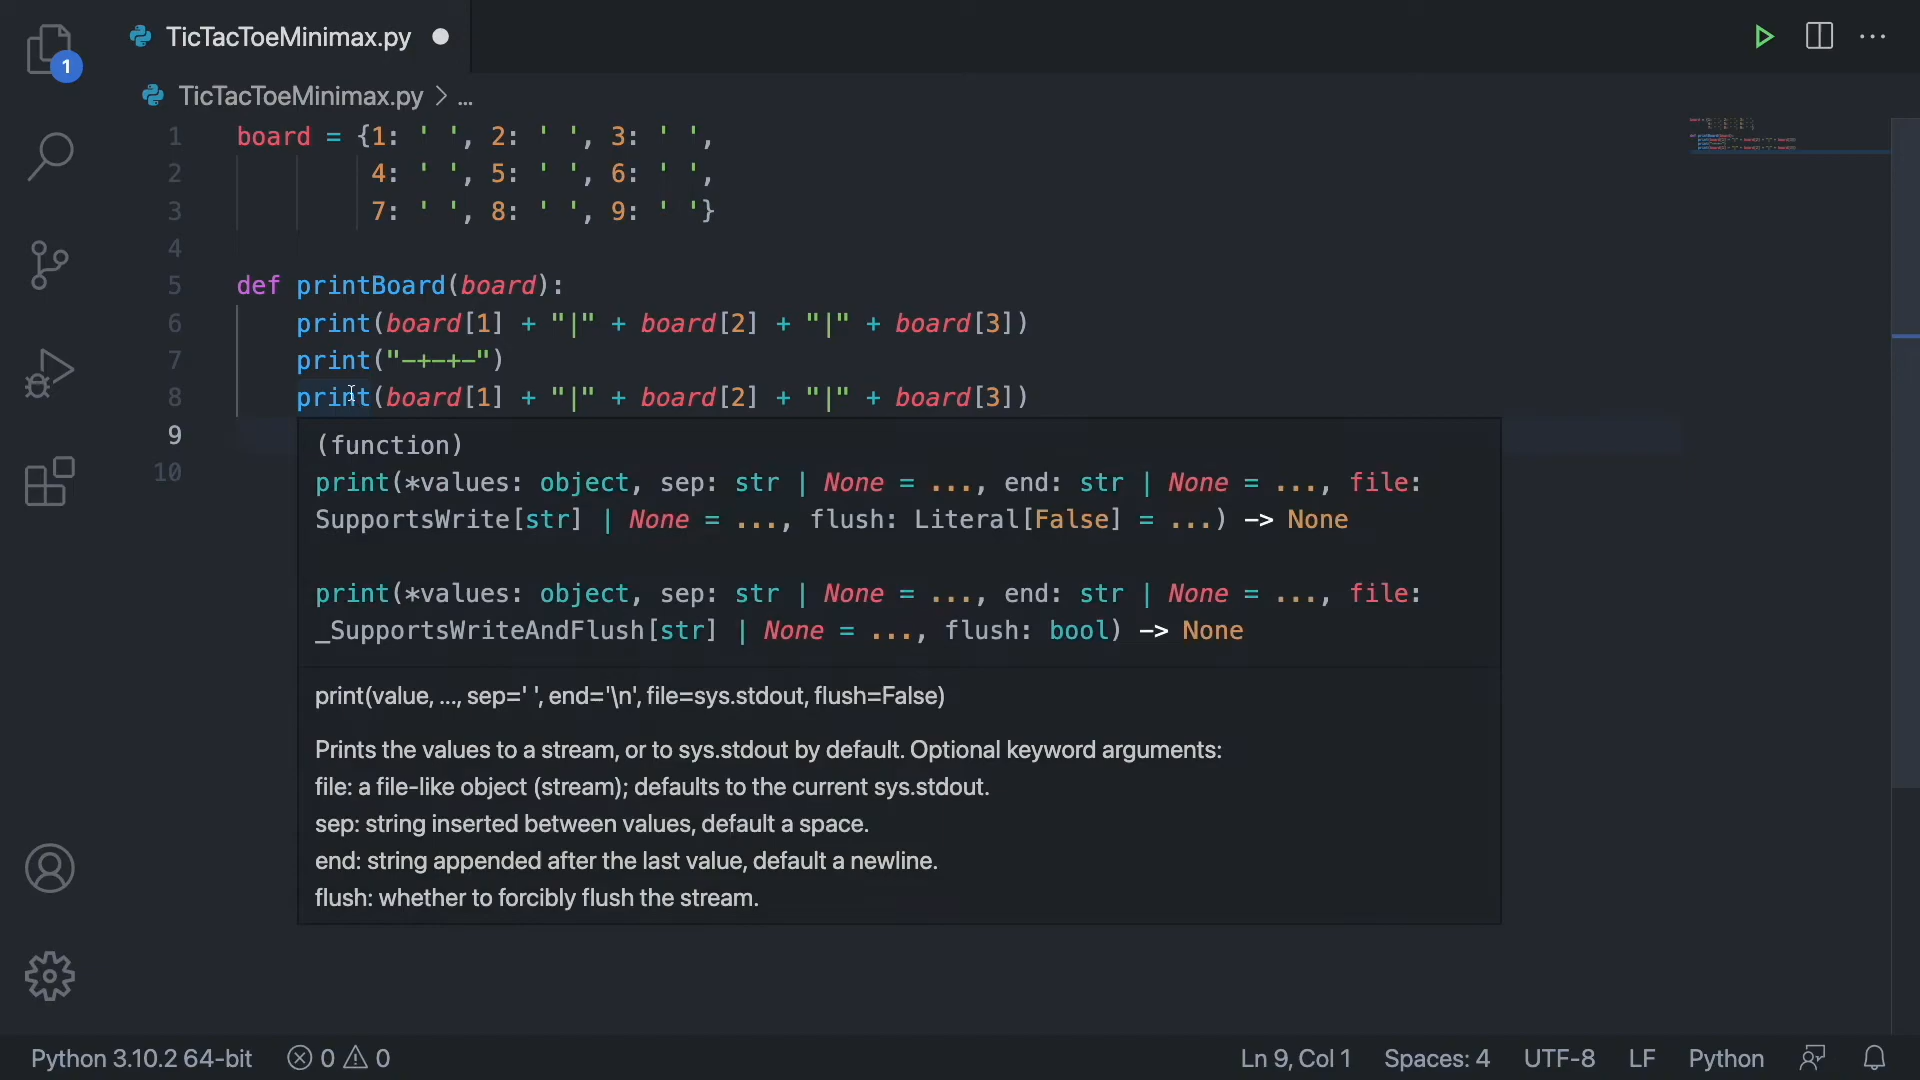 TicTacToeMinimax.py
1
TicTacToeMinimax.py > ...
1 board = {1: ' ', 2: ' ', 3: ' ',
2 4: ' ', 5: ' ', 6: ' ',
3 7: ' ', 8: ' ', 9: ' '}
4
5 def printBoard(board):
6 print(board[1] + "|" + board[2] + "|" + board[3])
7 print("-+-+-")
8 print(board[1] + "|" + board[2] + "|" + board[3])
9
10
(function)
print(*values: object, sep: str | None = ..., end: str | None = ..., file:
SupportsWrite[str] | None = ..., flush: Literal[False] = ...) -> None
print(*values: object, sep: str | None = ..., end: str | None = ..., file:
_SupportsWriteAndFlush[str] | None = ..., flush: bool) -> None
print(value, ..., sep=' ', end='\n', file=sys.stdout, flush=False)
Prints the values to a stream, or to sys.stdout by default. Optional keyword arguments:
file: a file-like object (stream); defaults to the current sys.stdout.
sep: string inserted between values, default a space.
end: string appended after the last value, default a newline.
flush: whether to forcibly flush the stream.
Python 3.10.2 64-bit 0 0 Ln 9, Col 1 Spaces: 4 UTF-8 LF Python